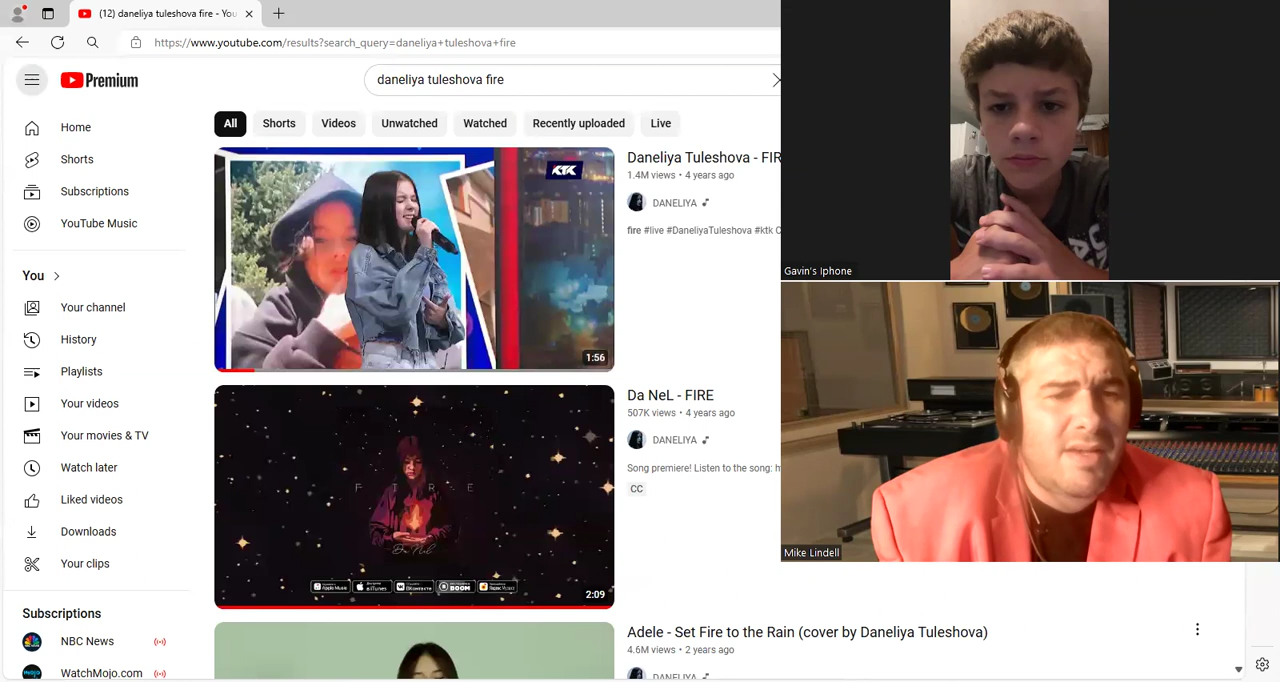 (12) daneliya tuleshova fire - You
https://www.youtube.com/results?search_query=daneliya+tuleshova+fire
Premium
daneliya tuleshova fire
All
Shorts
Videos
Unwatched
Watched
Recently uploaded
Live
Home
Shorts
Subscriptions
YouTube Music
You
Your channel
History
Playlists
Your videos
Your movies & TV
Watch later
Liked videos
Downloads
Your clips
Subscriptions
NBC News
WatchMojo.com
KTK
1:56
Daneliya Tuleshova - FIR
1.4M views • 4 years ago
DANELIYA
fire #live #DaneliyaTuleshova #ktk
FIRE
Da Nel
2:09
Da NeL - FIRE
507K views • 4 years ago
DANELIYA
Song premiere! Listen to the song:
CC
Adele - Set Fire to the Rain (cover by Daneliya Tuleshova)
4.6M views • 2 years ago
DANELIYA
Gavin's Iphone
Mike Lindell